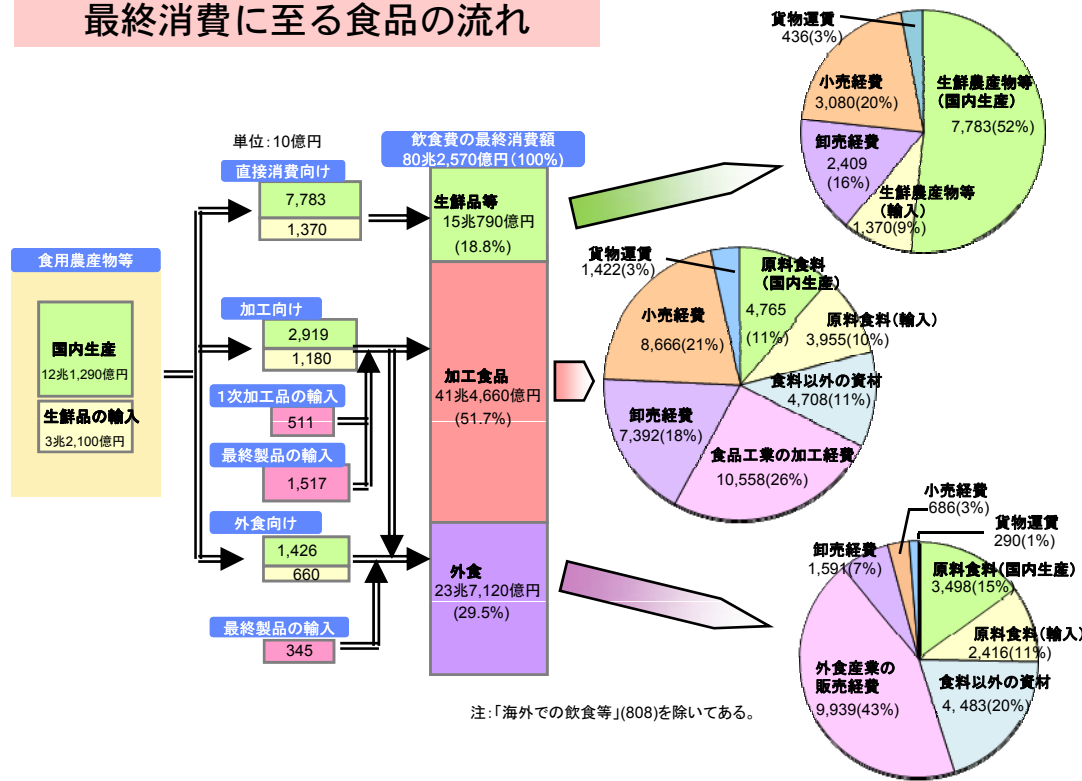 最終消費に至る食品の流れ
単位：10億円
食用農産物等
国内生産
12兆1,290億円
生鮮品の輸入
3兆2,100億円
直接消費向け
7,783
1,370
加工向け
2,919
1,180
1次加工品の輸入
511
最終製品の輸入
1,517
外食向け
1,426
660
最終製品の輸入
345
飲食費の最終消費額
80兆2,570億円(100%)
生鮮品等
15兆790億円
(18.8%)
加工食品
41兆4,660億円
(51.7%)
外食
23兆7,120億円
(29.5%)
貨物運賃
436(3%)
小売経費
3,080(20%)
卸売経費
2,409
(16%)
生鮮農産物等
(国内生産)
7,783(52%)
生鮮農産物等
(輸入)
1,370(9%)
貨物運賃
1,422(3%)
小売経費
8,666(21%)
卸売経費
7,392(18%)
原料食料
(国内生産)
4,765
(11%)
原料食料(輸入)
3,955(10%)
食料以外の資材
4,708(11%)
食品工業の加工経費
10,558(26%)
小売経費
686(3%)
貨物運賃
290(1%)
卸売経費
1,591(7%)
原料食料(国内生産)
3,498(15%)
原料食料(輸入)
2,416(11%)
食料以外の資材
4, 483(20%)
外食産業の
販売経費
9,939(43%)
注：「海外での飲食等」(808)を除いてある。